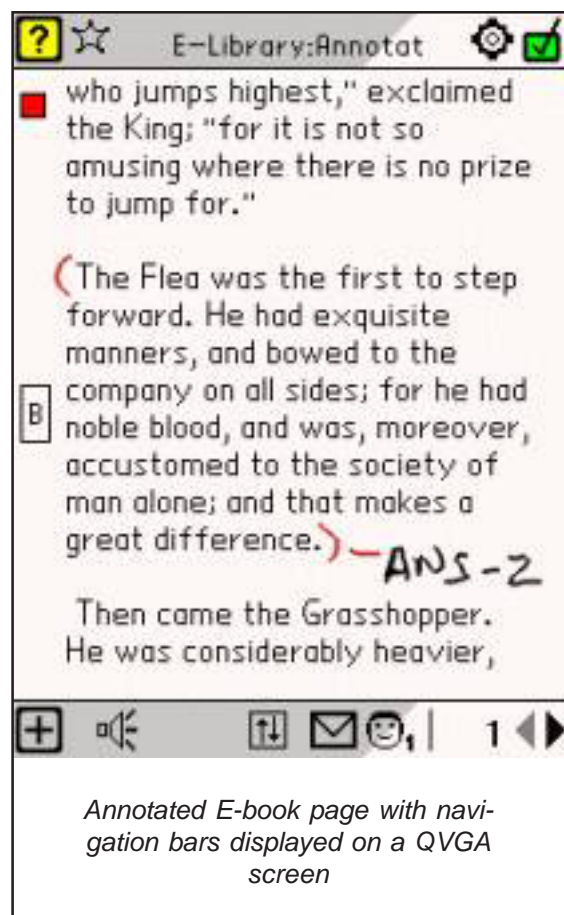 ?
E-Library:Annotat
who jumps highest," exclaimed
the King; "for it is not so
amusing where there is no prize
to jump for."
(The Flea was the first to step
forward. He had exquisite
manners, and bowed to the
company on all sides; for he had
B
noble blood, and was, moreover,
accustomed to the society of
man alone; and that makes a
great difference.)
ANS-2
Then came the Grasshopper.
He was considerably heavier,
1 1
Annotated E-book page with navi-
gation bars displayed on a QVGA
screen